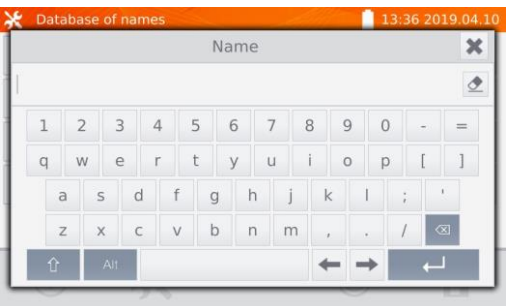 Database of names 13:36 2019.04.10
Name
1 2 3 4 5 6 7 8 9 0 - =
q w e r t y u i o p [ ]
a s d f g h j k l ; '
z x c v b n m , . /
Alt